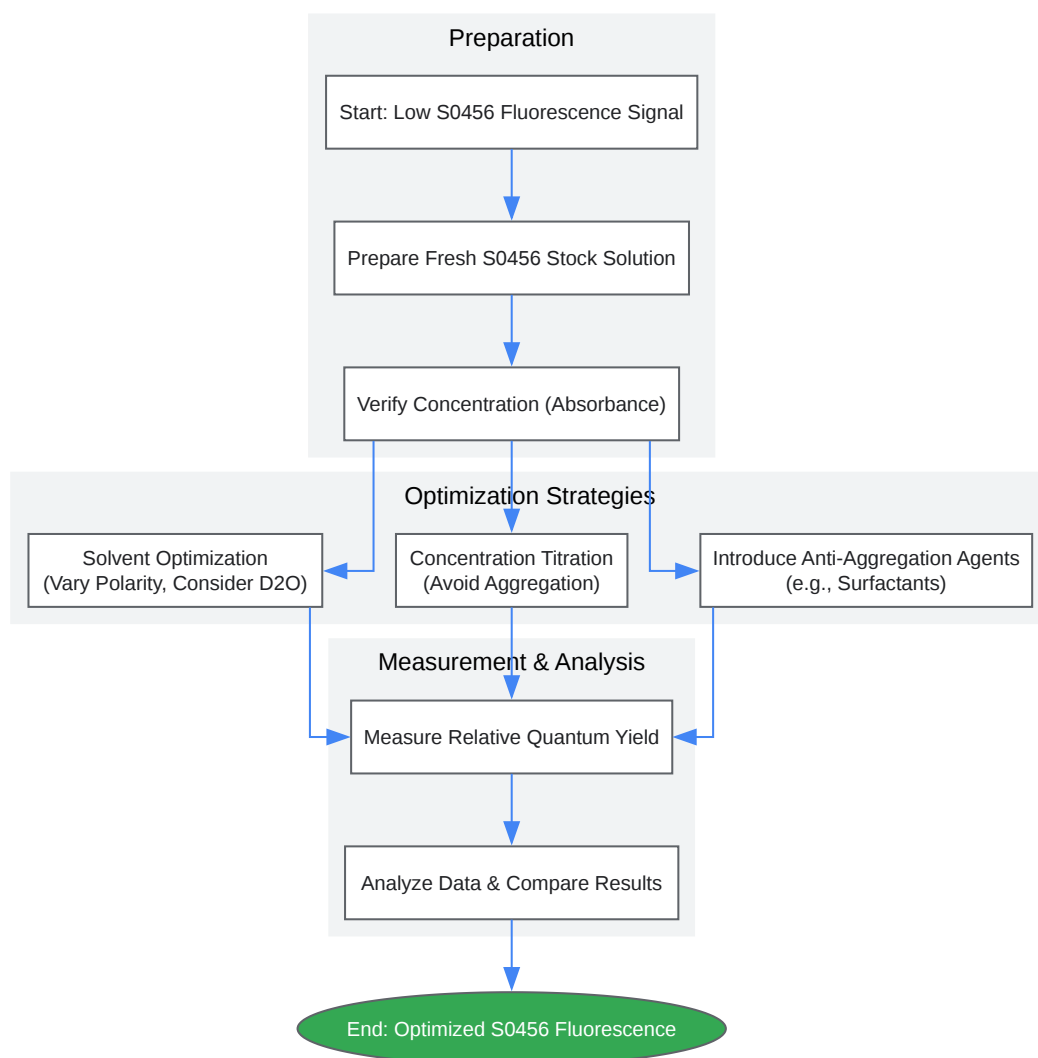 Preparation
Start: Low S0456 Fluorescence Signal
Prepare Fresh S0456 Stock Solution
Verify Concentration (Absorbance)
Optimization Strategies
Solvent Optimization
(Vary Polarity, Consider D2O)
Concentration Titration
(Avoid Aggregation)
Introduce Anti-Aggregation Agents
(e.g., Surfactants)
Measurement & Analysis
Measure Relative Quantum Yield
Analyze Data & Compare Results
End: Optimized S0456 Fluorescence